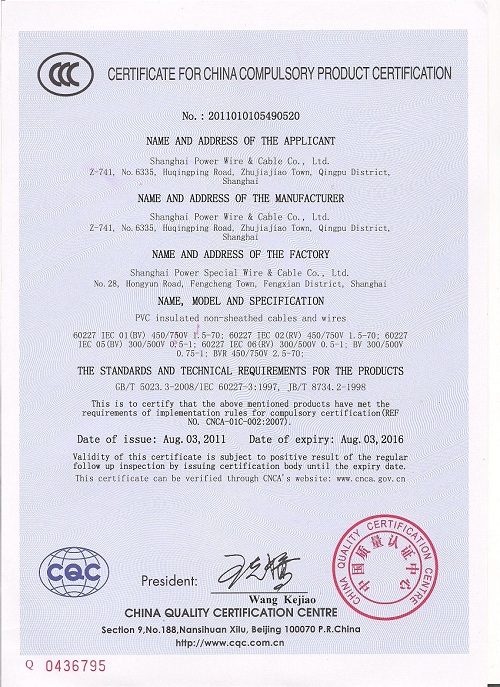 CCC
CERTIFICATE FOR CHINA COMPULSORY PRODUCT CERTIFICATION
No.: 2011010105490520
NAME AND ADDRESS OF THE APPLICANT
Shanghai Power Wire & Cable Co., Ltd.
Z-741, No.6335, Huqingping Road, Zhujiajiao Town, Qingpu District,
Shanghai
NAME AND ADDRESS OF THE MANUFACTURER
Shanghai Power Wire & Cable Co., Ltd.
Z-741, No.6335, Huqingping Road, Zhujiajiao Town, Qingpu District,
Shanghai
NAME AND ADDRESS OF THE FACTORY
Shanghai Power Special Wire & Cable Co., Ltd.
No.28, Hongyun Road, Fengcheng Town, Fengxian District, Shanghai
NAME, MODEL AND SPECIFICATION
PVC insulated non-sheathed cables and wires
60227 IEC 01(BV) 450/750V 1.5-70; 60227 IEC 02(RV) 450/750V 1.5-70; 60227
IEC 05(BV) 300/500V 0.5-1; 60227 IEC 06(RV) 300/500V 0.5-1; BV 300/500V
0.75-1; BVR 450/750V 2.5-70;
THE STANDARDS AND TECHNICAL REQUIREMENTS FOR THE PRODUCTS
GB/T 5023.3-2008/IEC 60227-3:1997, JB/T 8734.2-1998
This is to certify that the above mentioned products have met the
requirements of implementation rules for compulsory certification(REF
NO. CNCA-01C-002:2007).
Date of issue: Aug.03,2011 Date of expiry: Aug.03,2016
Validity of this certificate is subject to positive result of the regular
follow up inspection by issuing certification body until the expiry date.
This certificate can be verified through CNCA's website: www.cnca.gov.cn
CHINA QUALITY CERTIFICATION CENTRE
中国质量认证中心
CQC
President:
Wang Kejiao
CHINA QUALITY CERTIFICATION CENTRE
Section 9,No.188,Nansihuan Xilu, Beijing 100070 P.R.China
http://www.cqc.com.cn
Q 0436795